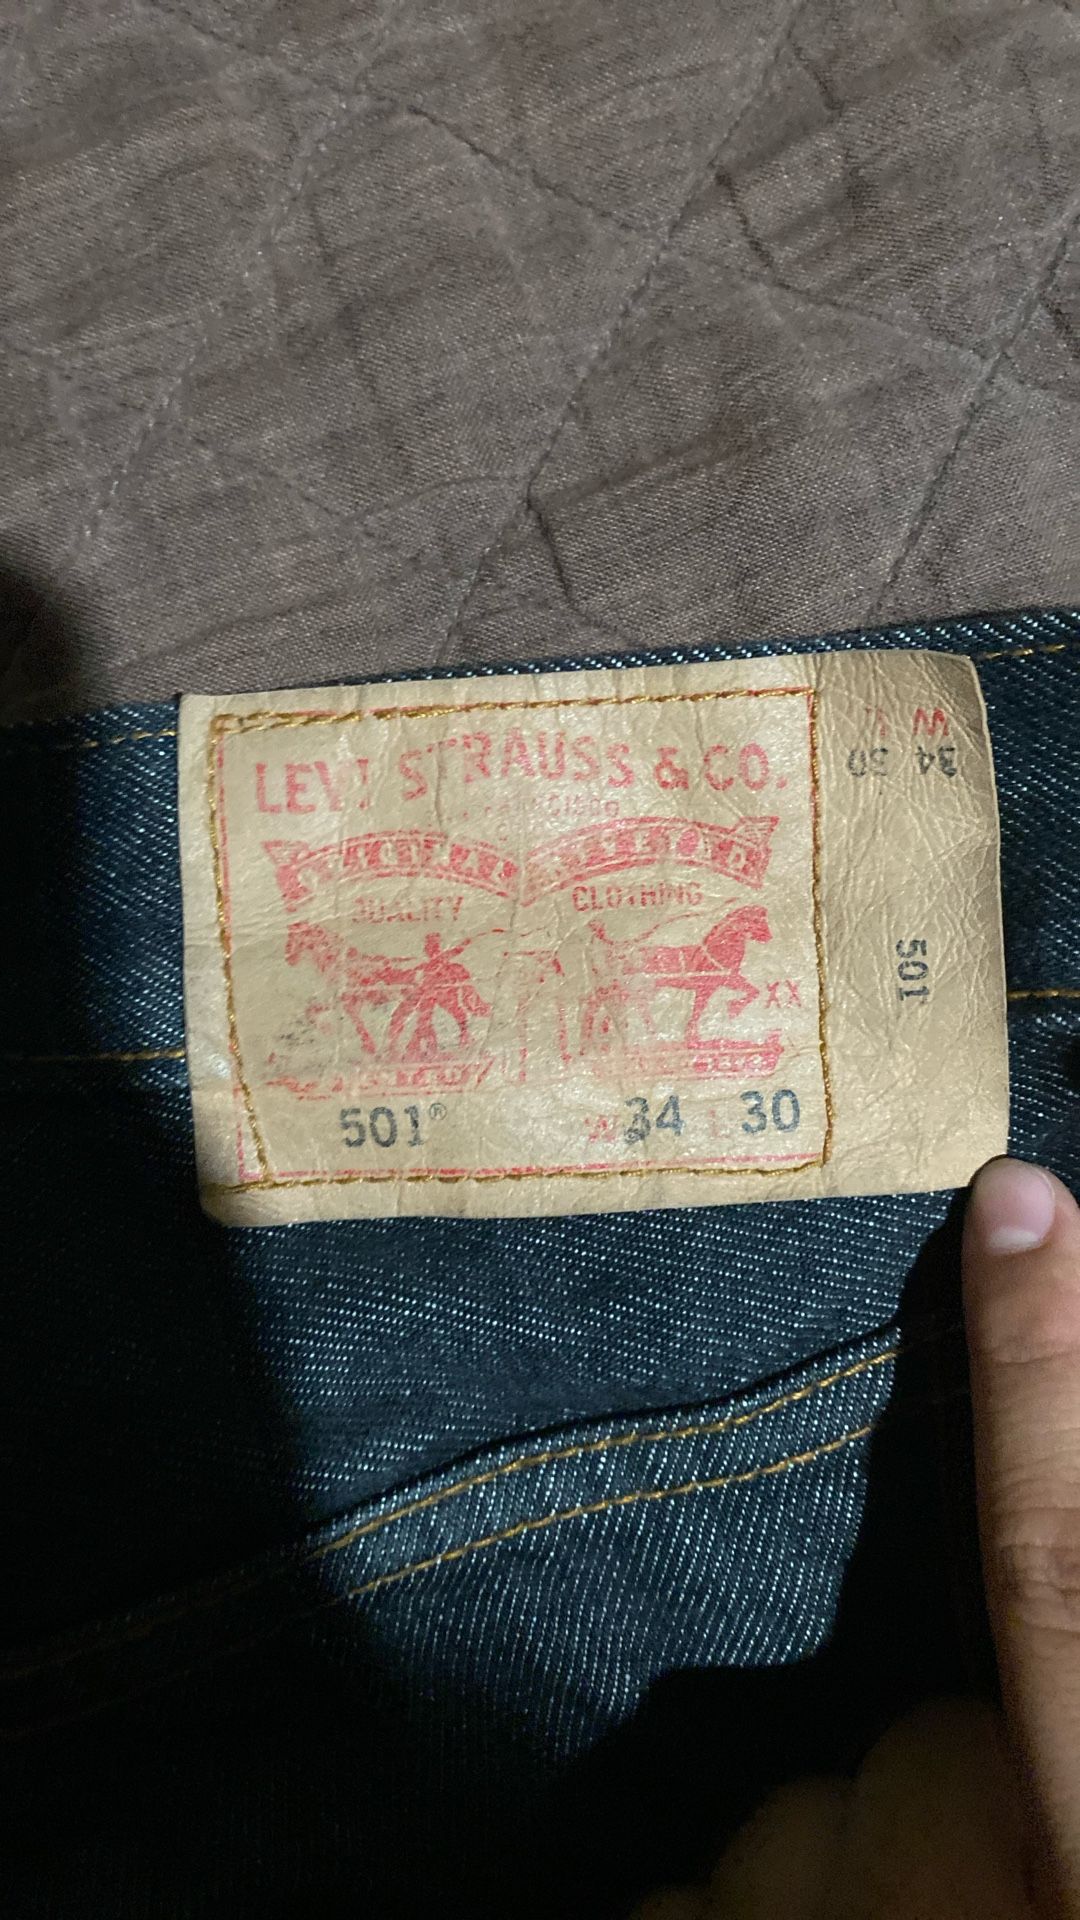 LEVI STRAUSS & CO.
QUALITY CLOTHING
XX
501® W 34 L 30
W L
34 30
501